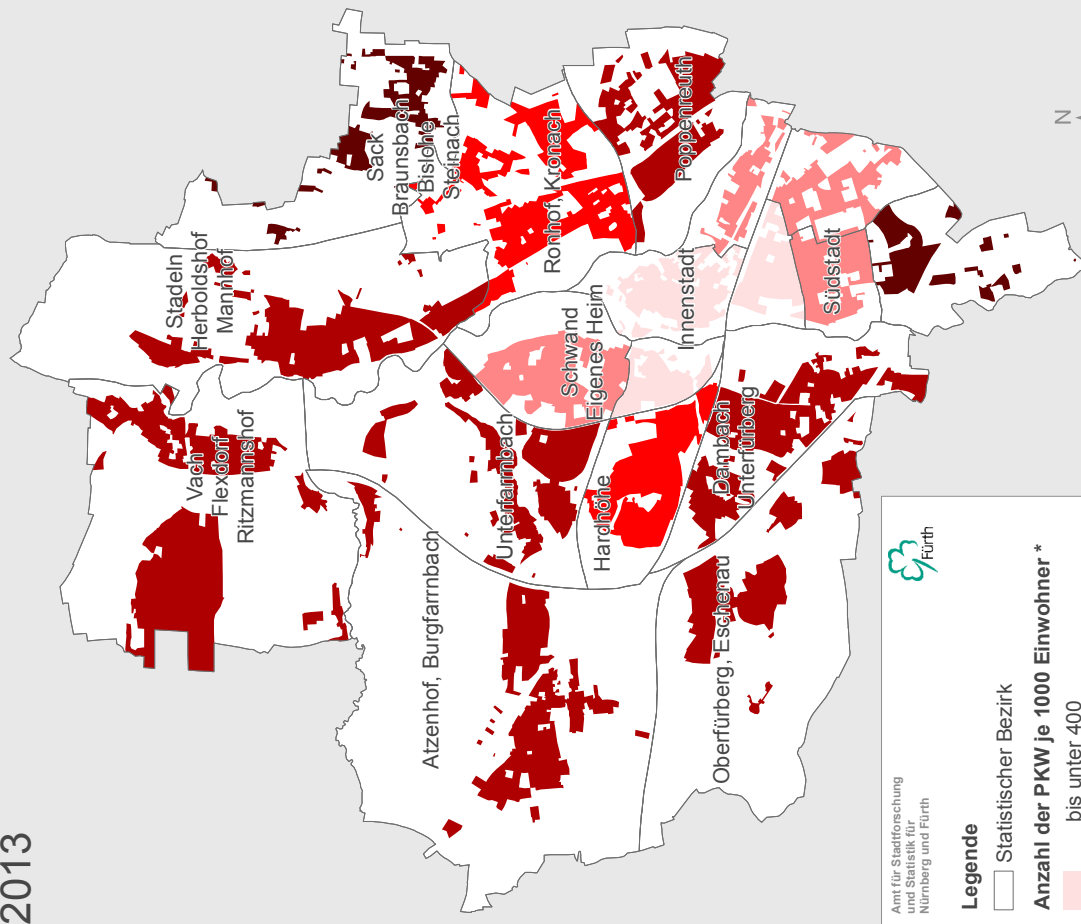 2013
Sack
Braunsbach
Bislohe
Steinach
Stadeln
Herboldshof
Mannhof
Ronhof, Kronach
Poppenreuth
Vach
Flexdorf
Ritzmannshof
Unterfarrnbach
Schwand
Eigenes Heim
Innenstadt
Südstadt
Hardhöhe
Dambach
Unterfürberg
Atzenhof, Burgfarrnbach
Oberfürberg, Eschenau
N
Fürth
Amt für Stadtforschung
und Statistik für
Nürnberg und Fürth
Legende
Statistischer Bezirk
Anzahl der PKW je 1000 Einwohner *
bis unter 400